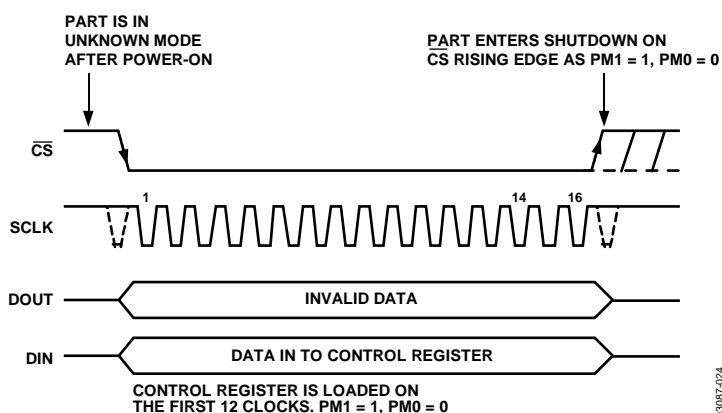 PART IS IN
UNKNOWN MODE
AFTER POWER-ON
PART ENTERS SHUTDOWN ON
CS RISING EDGE AS PM1 = 1, PM0 = 0
CS
1
14
16
SCLK
DOUT
INVALID DATA
DIN
DATA IN TO CONTROL REGISTER
CONTROL REGISTER IS LOADED ON
THE FIRST 12 CLOCKS. PM1 = 1, PM0 = 0
3087-024